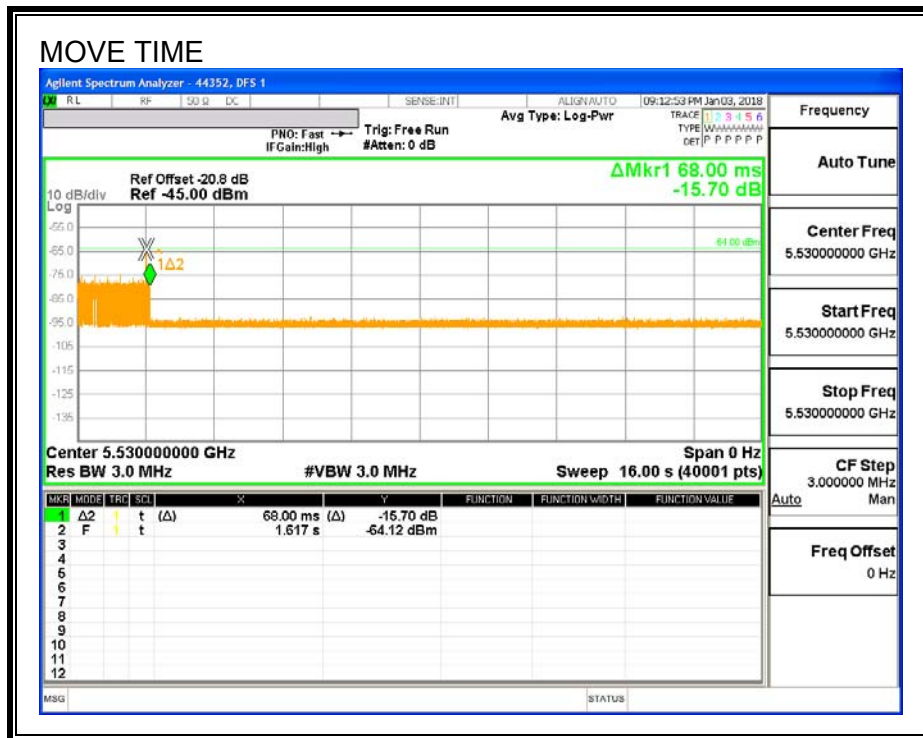 MOVE TIME
Agilent Spectrum Analyzer - 44352, DFS 1
RL RF 50 Ω DC SENSE:INT ALIGN AUTO 09:12:53 PM Jan 03, 2018
Avg Type: Log-Pwr
TRACE 1 2 3 4 5 6
TYPE
DET P P P P P P
PNO: Fast
IFGain:High
Trig: Free Run
#Atten: 0 dB
ΔMkr1 68.00 ms
-15.70 dB
Ref Offset -20.8 dB
Ref -45.00 dBm
10 dB/div
Log
-55.0
-65.0
-75.0
-85.0
-95.0
-105
-115
-125
-135
-64.00 dBm
1Δ2
Center 5.530000000 GHz
Span 0 Hz
Res BW 3.0 MHz
#VBW 3.0 MHz
Sweep 16.00 s (40001 pts)
MKR MODE TRC SCL X Y FUNCTION FUNCTION WIDTH FUNCTION VALUE
1 Δ2 1 t (Δ) 68.00 ms (Δ) -15.70 dB
2 F 1 t 1.617 s -64.12 dBm
3
4
5
6
7
8
9
10
11
12
MSG
STATUS
Frequency
Auto Tune
Center Freq
5.530000000 GHz
Start Freq
5.530000000 GHz
Stop Freq
5.530000000 GHz
CF Step
3.000000 MHz
Auto Man
Freq Offset
0 Hz